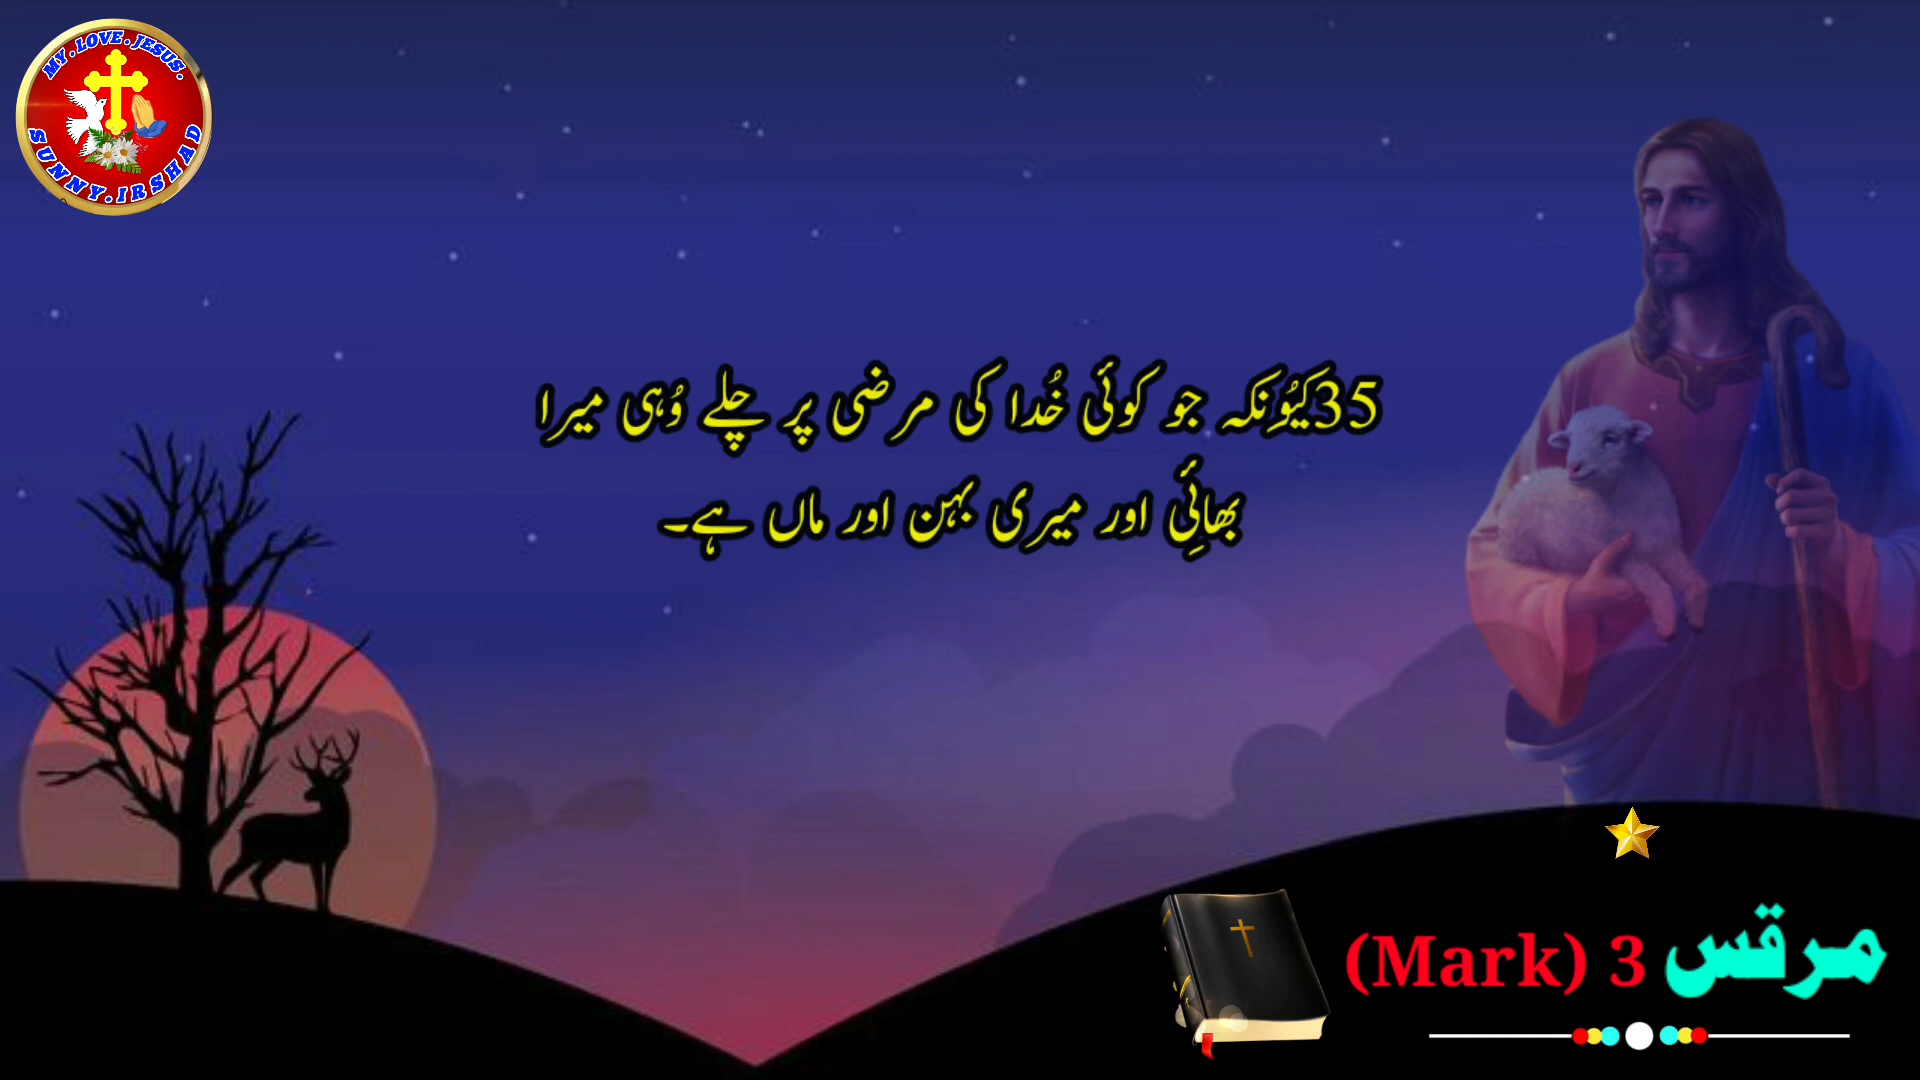 MY.LOVE.JESUS.
SUNNY.IRSHAD
35کیَُونکہ جو کوئی خُدا کی مرضی پر چلے وُہی میرا
بھائِی اور میری بہن اور ماں ہے۔
مرقس 3 (Mark)